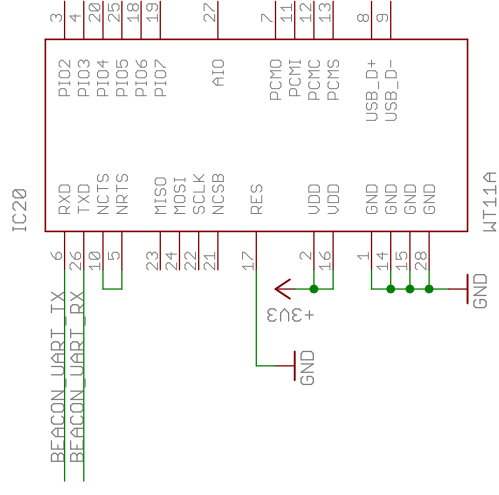 3 4 20 25 18 19 27 7 11 12 13 8 9
PIO2 PIO3 PIO4 PIO5 PIO6 PIO7 AIO PCMO PCMI PCMC PCMS USB_D+ USB_D-
IC20 RXD TXD NCTS NRTS MISO MOSI SCLK NCSB RES VDD VDD GND GND GND GND WT11A
6 26 10 5 23 24 22 21 17 2 16 1 14 15 28
BEACON_UART_TX
BEACON_UART_RX
+3V3
GND
GND